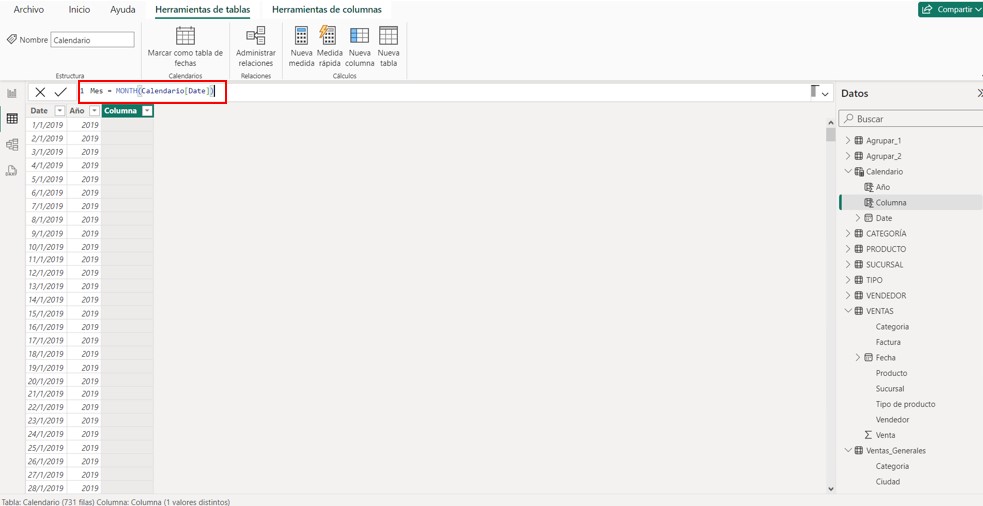 Archivo Inicio Ayuda Herramientas de tablas Herramientas de columnas Compartir
Nombre Calendario
Marcar como tabla de fechas
Administrar relaciones
Nueva medida
Medida rápida
Nueva columna
Nueva tabla
Estructura Calendarios Relaciones Cálculos
1 Mes = MONTH(Calendario[Date])
Date Año Columna
1/1/2019 2019
2/1/2019 2019
3/1/2019 2019
4/1/2019 2019
5/1/2019 2019
6/1/2019 2019
7/1/2019 2019
8/1/2019 2019
9/1/2019 2019
10/1/2019 2019
11/1/2019 2019
12/1/2019 2019
13/1/2019 2019
14/1/2019 2019
15/1/2019 2019
16/1/2019 2019
17/1/2019 2019
18/1/2019 2019
19/1/2019 2019
20/1/2019 2019
21/1/2019 2019
22/1/2019 2019
23/1/2019 2019
24/1/2019 2019
25/1/2019 2019
26/1/2019 2019
27/1/2019 2019
28/1/2019 2019
Datos
Buscar
Agrupar_1
Agrupar_2
Calendario
Año
Columna
Date
CATEGORÍA
PRODUCTO
SUCURSAL
TIPO
VENDEDOR
VENTAS
Categoria
Factura
Fecha
Producto
Sucursal
Tipo de producto
Vendedor
Venta
Ventas_Generales
Categoria
Ciudad
Tabla: Calendario (731 filas) Columna: Columna (1 valores distintos)